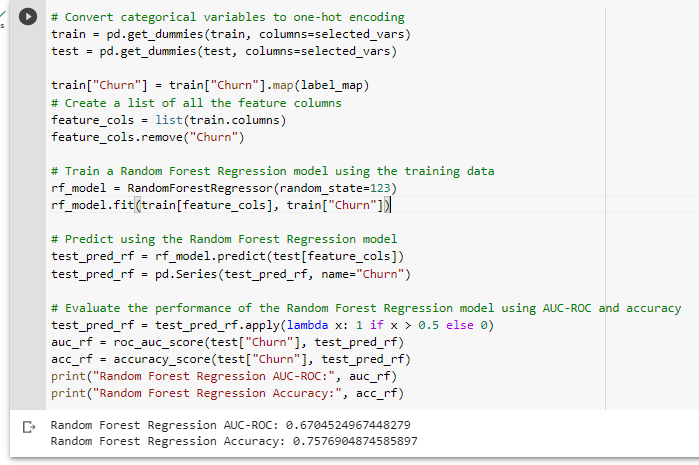 # Convert categorical variables to one-hot encoding
train = pd.get_dummies(train, columns=selected_vars)
test = pd.get_dummies(test, columns=selected_vars)
train["Churn"] = train["Churn"].map(label_map)
# Create a list of all the feature columns
feature_cols = list(train.columns)
feature_cols.remove("Churn")
# Train a Random Forest Regression model using the training data
rf_model = RandomForestRegressor(random_state=123)
rf_model.fit(train[feature_cols], train["Churn"])
# Predict using the Random Forest Regression model
test_pred_rf = rf_model.predict(test[feature_cols])
test_pred_rf = pd.Series(test_pred_rf, name="Churn")
# Evaluate the performance of the Random Forest Regression model using AUC-ROC and accuracy
test_pred_rf = test_pred_rf.apply(lambda x: 1 if x > 0.5 else 0)
auc_rf = roc_auc_score(test["Churn"], test_pred_rf)
acc_rf = accuracy_score(test["Churn"], test_pred_rf)
print("Random Forest Regression AUC-ROC:", auc_rf)
print("Random Forest Regression Accuracy:", acc_rf)
Random Forest Regression AUC-ROC: 0.6704524967448279
Random Forest Regression Accuracy: 0.7576904874585897